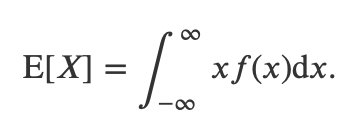 E[X] = ∫_{-∞}^{∞} x f(x)dx.